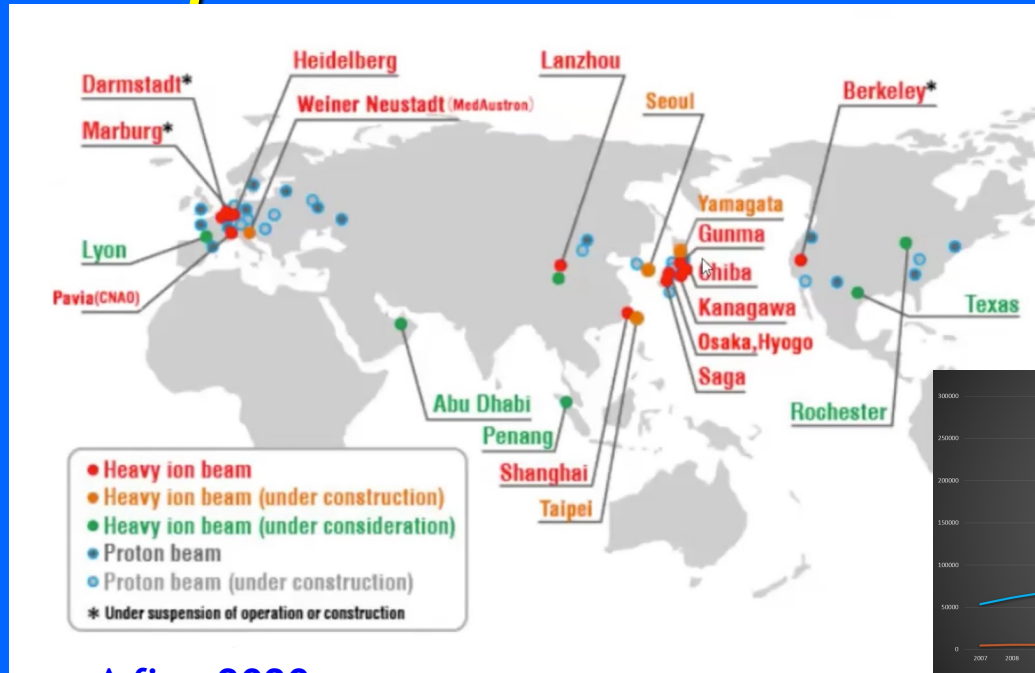 Heidelberg
Lanzhou
Darmstadt*
Weiner Neustadt (MedAustron)
Seoul
Berkeley*
Marburg*
Yamagata
Gunma
Lyon
Chiba
Pavia(CNAO)
Kanagawa
Texas
Osaka,Hyogo
Saga
Abu Dhabi
Rochester
Penang
Shanghai
Taipei
Heavy ion beam
Heavy ion beam (under construction)
Heavy ion beam (under consideration)
Proton beam
Proton beam (under construction)
* Under suspension of operation or construction
300000
250000
200000
150000
100000
50000
0
2007 2008